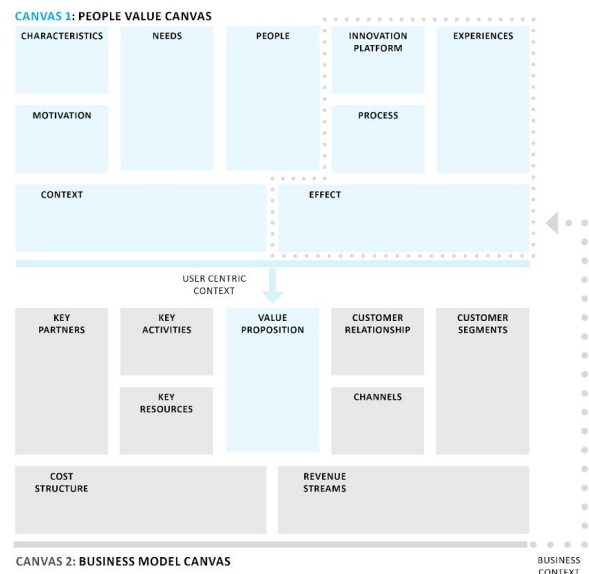 CANVAS 1: PEOPLE VALUE CANVAS
CHARACTERISTICS
NEEDS
PEOPLE
INNOVATION
PLATFORM
EXPERIENCES
MOTIVATION
PROCESS
CONTEXT
EFFECT
USER CENTRIC
CONTEXT
KEY
PARTNERS
KEY
ACTIVITIES
VALUE
PROPOSITION
CUSTOMER
RELATIONSHIP
CUSTOMER
SEGMENTS
KEY
RESOURCES
CHANNELS
COST
STRUCTURE
REVENUE
STREAMS
CANVAS 2: BUSINESS MODEL CANVAS
BUSINESS
CONTEXT